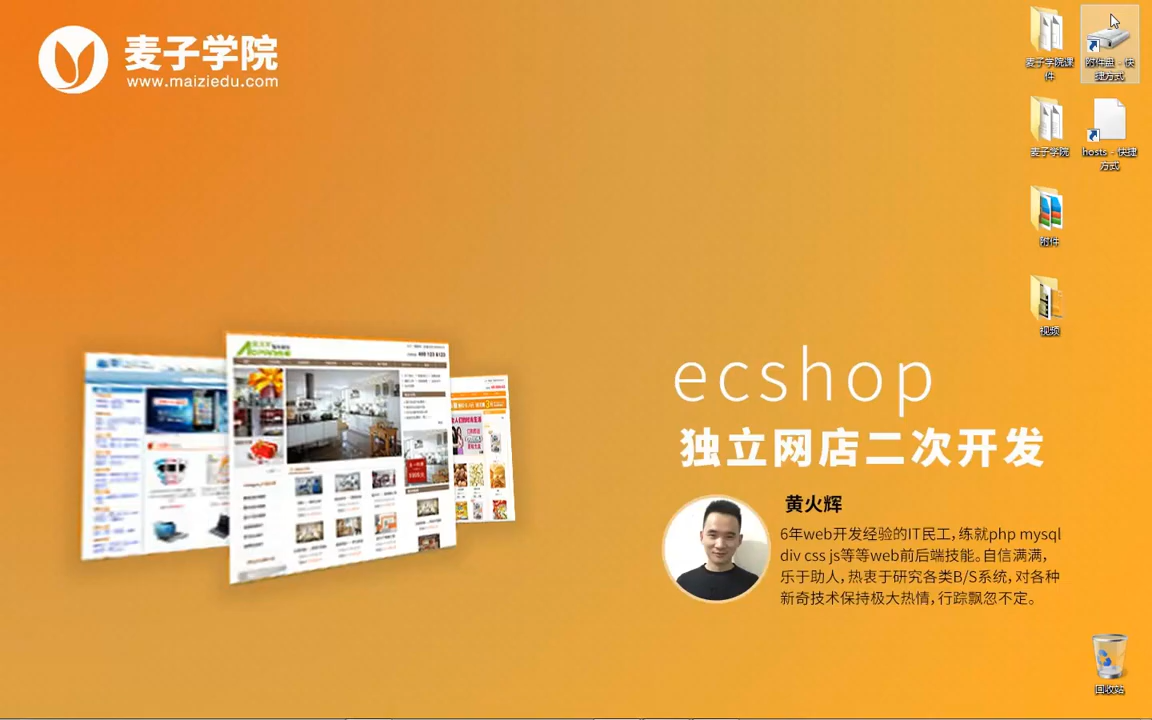 麦子学院
www.maiziedu.com
麦子学院课
件
附件盘 - 快
捷方式
麦子学院
hosts - 快捷
方式
附件
视频
400 123 6123
ecshop
独立网店二次开发
黄火辉
6年web开发经验的IT民工，练就php mysql
div css js等等web前后端技能。自信满满，
乐于助人，热衷于研究各类B/S系统，对各种
新奇技术保持极大热情，行踪飘忽不定。
回收站